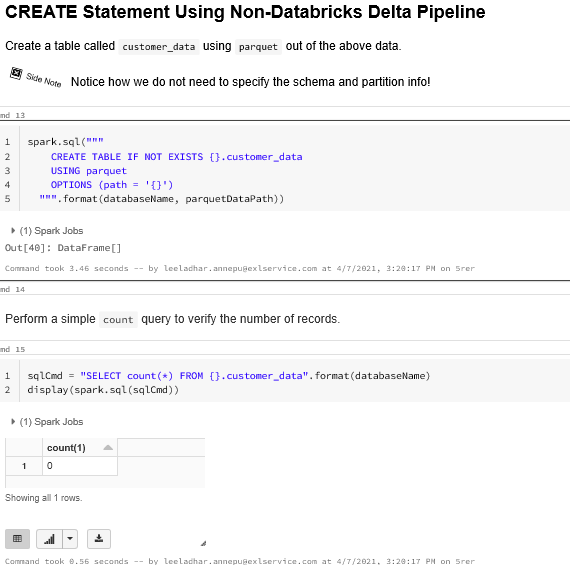 CREATE Statement Using Non-Databricks Delta Pipeline
Create a table called customer_data using parquet out of the above data.
Side Note Notice how we do not need to specify the schema and partition info!
md 13
1 spark.sql("""
2 CREATE TABLE IF NOT EXISTS {}.customer_data
3 USING parquet
4 OPTIONS (path = '{}')
5 """.format(databaseName, parquetDataPath))
(1) Spark Jobs
Out[40]: DataFrame[]
Command took 3.46 seconds -- by leeladhar.annepu@exlservice.com at 4/7/2021, 3:20:17 PM on 5rer
md 14
Perform a simple count query to verify the number of records.
md 15
1 sqlCmd = "SELECT count(*) FROM {}.customer_data".format(databaseName)
2 display(spark.sql(sqlCmd))
(1) Spark Jobs
count(1)
1 0
Showing all 1 rows.
Command took 0.56 seconds -- by leeladhar.annepu@exlservice.com at 4/7/2021, 3:20:17 PM on 5rer